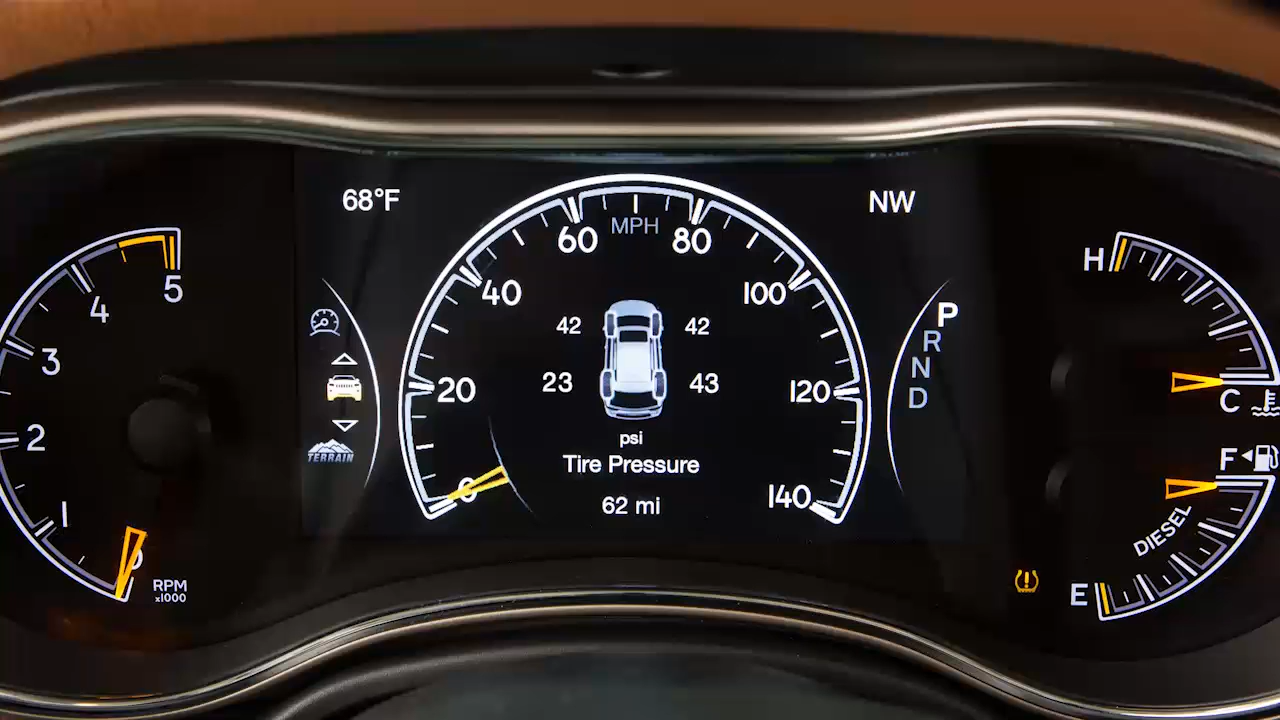 68°F
NW
MPH
60
80
40
100
20
120
0
140
42
42
23
43
psi
Tire Pressure
62 mi
P
R
N
D
TERRAIN
5
4
3
2
1
0
RPM
x1000
H
C
F
DIESEL
E